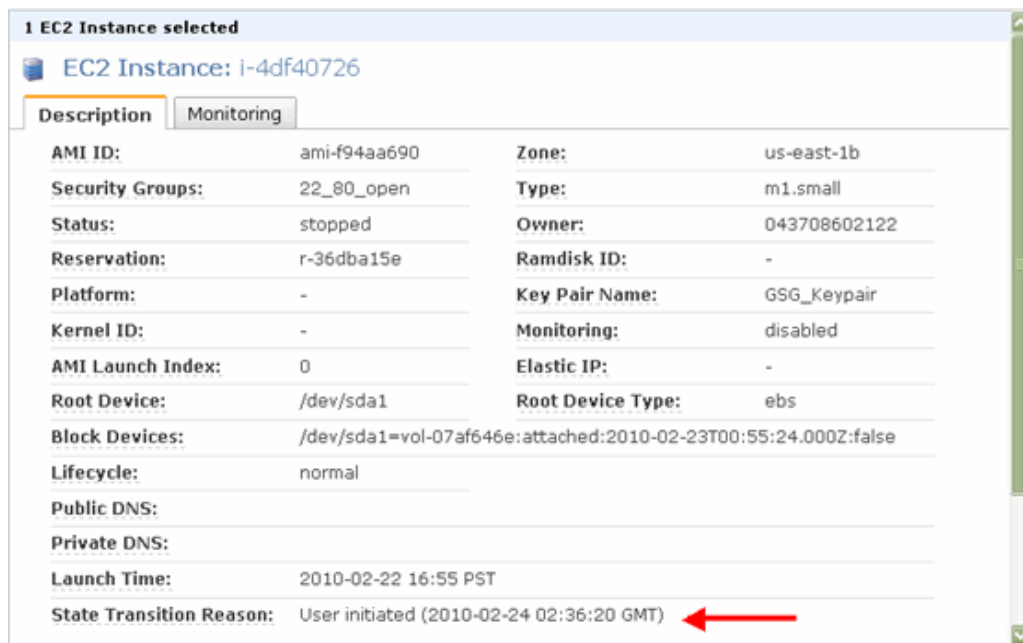 1 EC2 Instance selected
EC2 Instance: i-4df40726
Description Monitoring
AMI ID: ami-f94aa690 Zone: us-east-1b
Security Groups: 22_80_open Type: m1.small
Status: stopped Owner: 043708602122
Reservation: r-36dba15e Ramdisk ID: -
Platform: - Key Pair Name: GSG_Keypair
Kernel ID: - Monitoring: disabled
AMI Launch Index: 0 Elastic IP: -
Root Device: /dev/sda1 Root Device Type: ebs
Block Devices: /dev/sda1=vol-07af646e:attached:2010-02-23T00:55:24.000Z:false
Lifecycle: normal
Public DNS:
Private DNS:
Launch Time: 2010-02-22 16:55 PST
State Transition Reason: User initiated (2010-02-24 02:36:20 GMT)